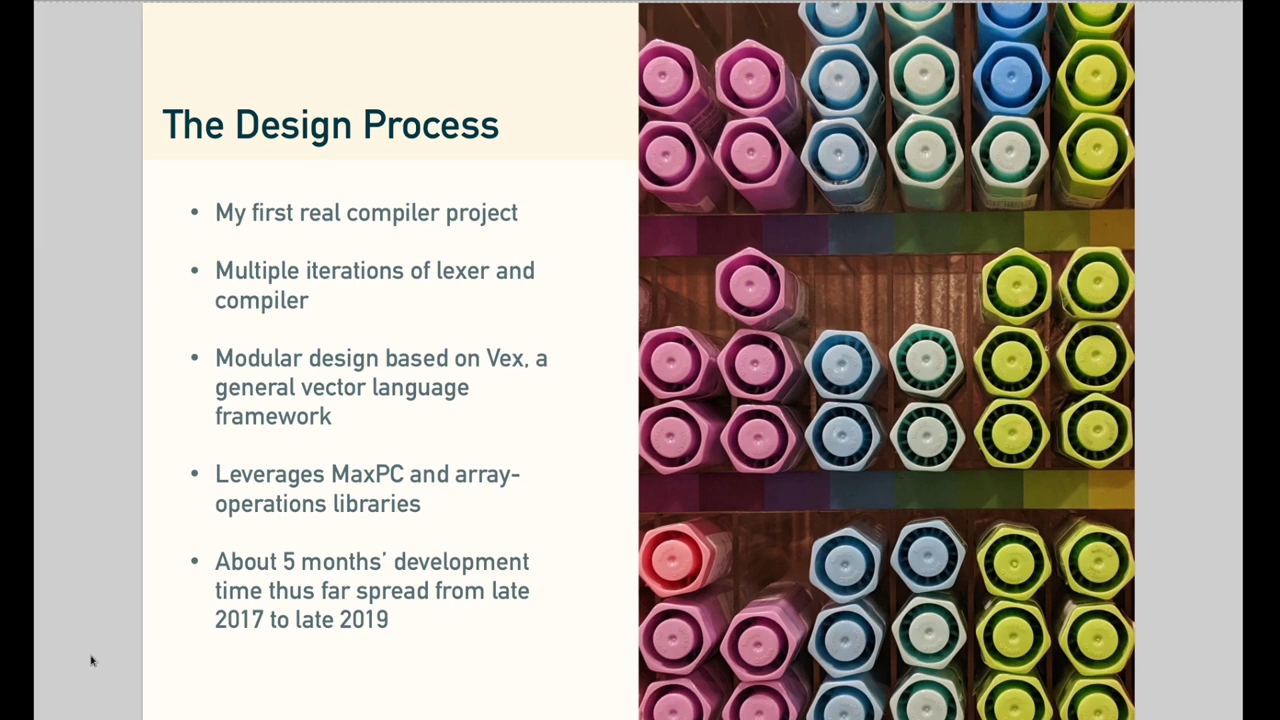 The Design Process
• My first real compiler project
• Multiple iterations of lexer and
compiler
• Modular design based on Vex, a
general vector language
framework
• Leverages MaxPC and array-
operations libraries
• About 5 months’ development
time thus far spread from late
2017 to late 2019